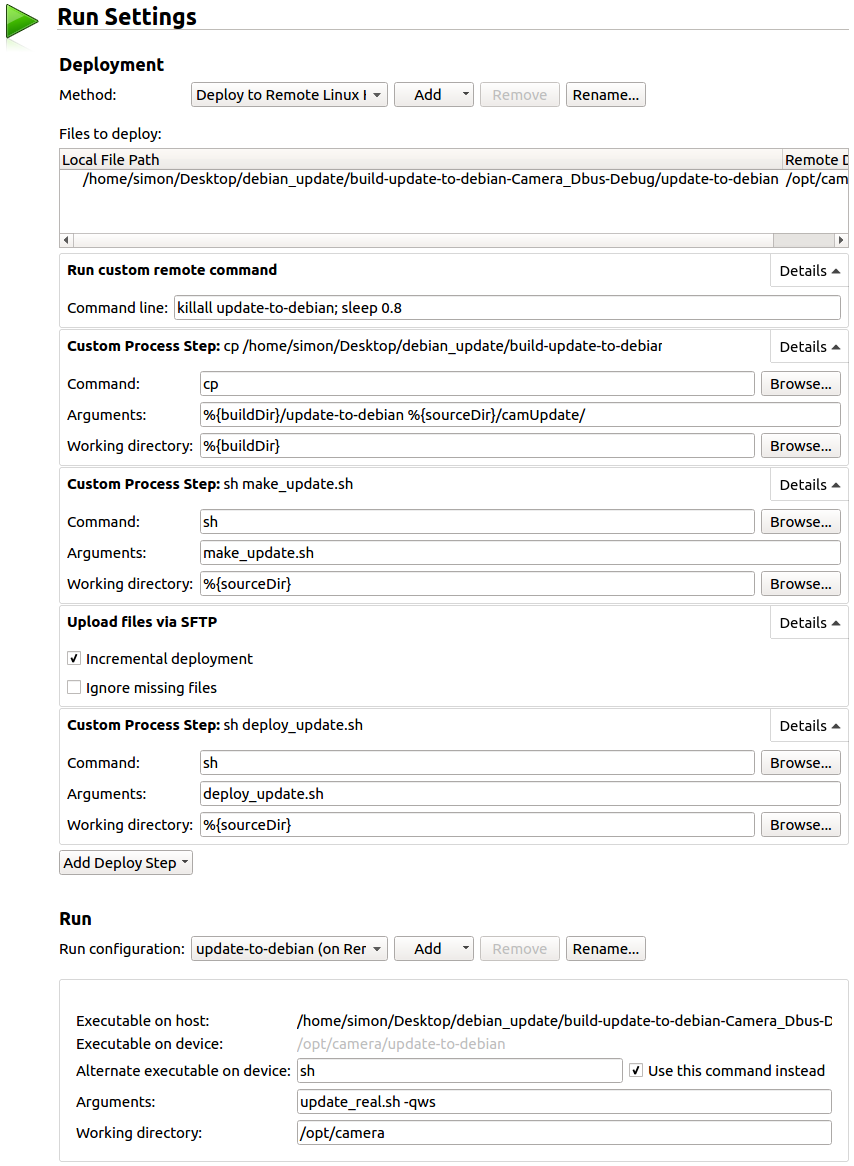 Run Settings
Deployment
Method: Deploy to Remote Linux H Add Remove Rename...
Files to deploy:
Local File Path Remote D
/home/simon/Desktop/debian_update/build-update-to-debian-Camera_Dbus-Debug/update-to-debian /opt/cam
Run custom remote command Details
Command line: killall update-to-debian; sleep 0.8
Custom Process Step: cp /home/simon/Desktop/debian_update/build-update-to-debian Details
Command: cp Browse...
Arguments: %{buildDir}/update-to-debian %{sourceDir}/camUpdate/
Working directory: %{buildDir} Browse...
Custom Process Step: sh make_update.sh Details
Command: sh Browse...
Arguments: make_update.sh
Working directory: %{sourceDir} Browse...
Upload files via SFTP Details
Incremental deployment
Ignore missing files
Custom Process Step: sh deploy_update.sh Details
Command: sh Browse...
Arguments: deploy_update.sh
Working directory: %{sourceDir} Browse...
Add Deploy Step
Run
Run configuration: update-to-debian (on Rer Add Remove Rename...
Executable on host: /home/simon/Desktop/debian_update/build-update-to-debian-Camera_Dbus-D
Executable on device: /opt/camera/update-to-debian
Alternate executable on device: sh Use this command instead
Arguments: update_real.sh -qws
Working directory: /opt/camera